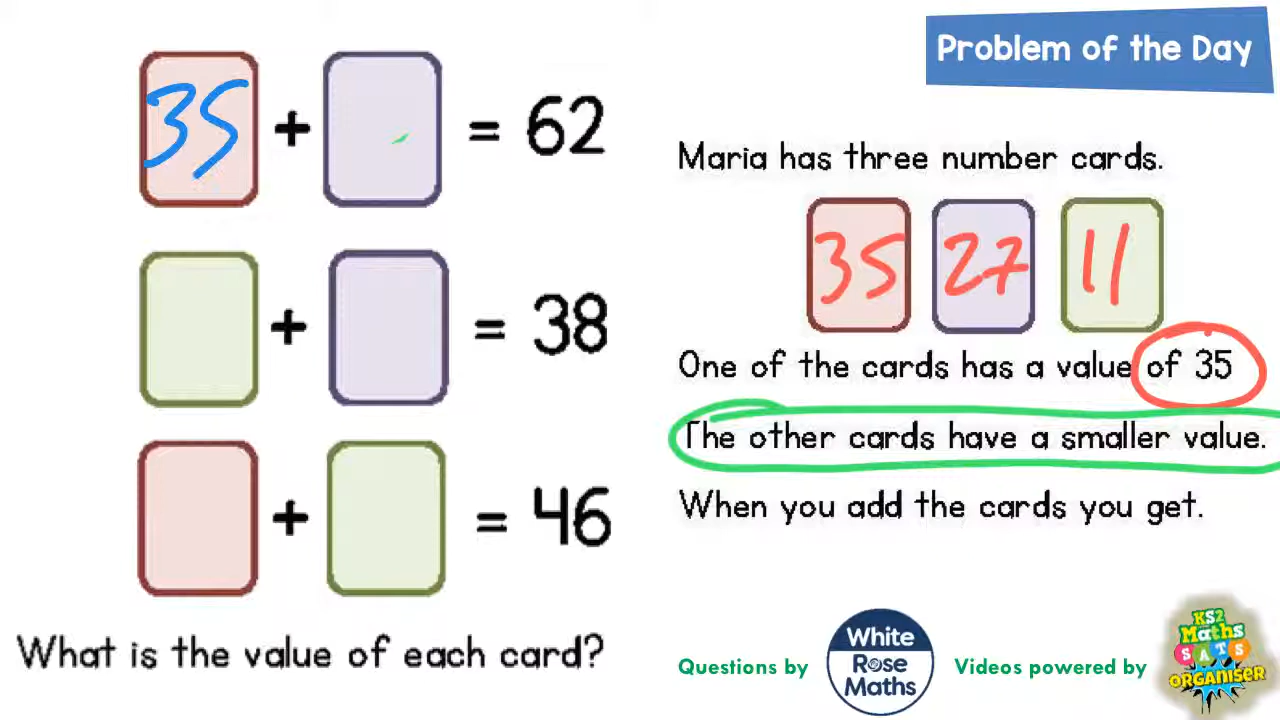 Problem of the Day
35 + = 62
+ = 38
+ = 46
What is the value of each card?
Maria has three number cards.
35 27 11
One of the cards has a value of 35
The other cards have a smaller value.
When you add the cards you get.
Questions by
White
Rose
Maths
Videos powered by
KS2
Maths
SATS
ORGANISER